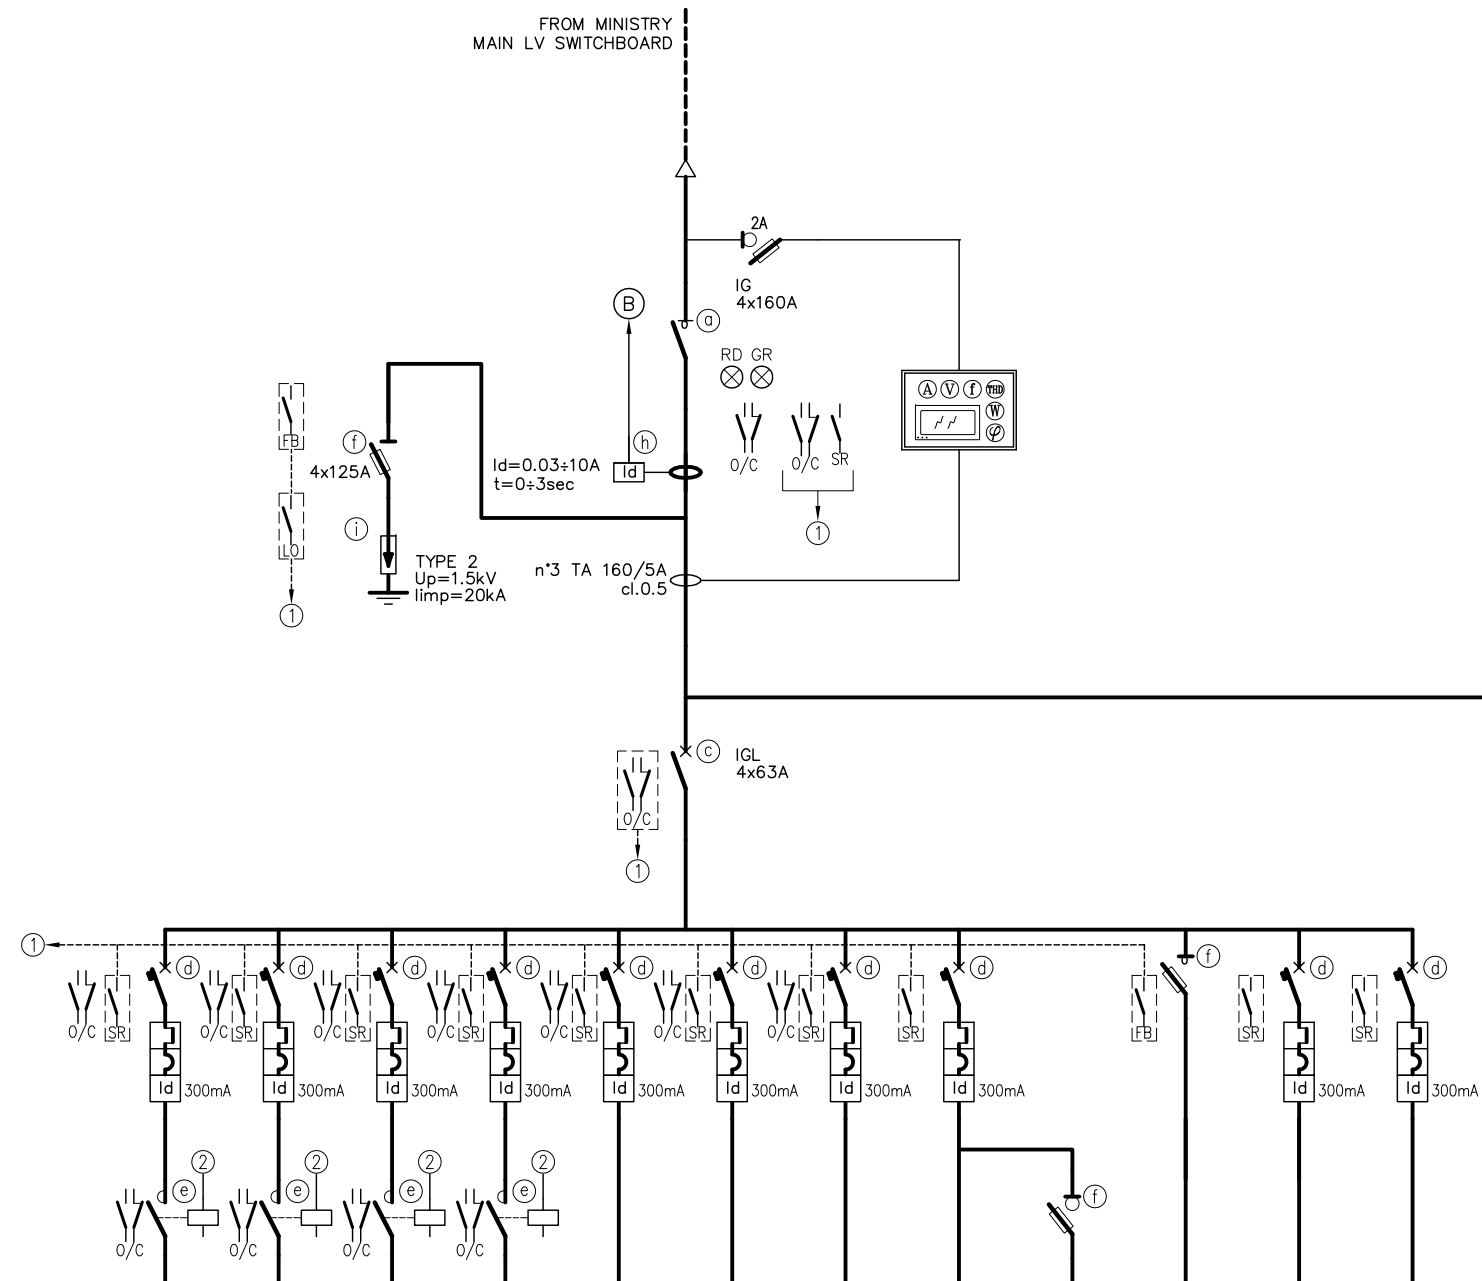 FROM MINISTRY
MAIN LV SWITCHBOARD
2A
IG
4x160A
B
a
RD GR
A V f THD
W
φ
FB
f
4x125A
h
Id=0.03÷10A
t=0÷3sec
Id
O/C
O/C
SR
1
LO
i
TYPE 2
Up=1.5kV
Iimp=20kA
n°3 TA 160/5A
cl.0.5
1
c
IGL
4x63A
O/C
1
1
d d d d d d d d f d d
O/C SR O/C SR O/C SR O/C SR O/C SR O/C SR O/C SR SR FB SR SR
Id 300mA Id 300mA Id 300mA Id 300mA Id 300mA Id 300mA Id 300mA Id 300mA Id 300mA Id 300mA
2 2 2 2
e e e e f
O/C O/C O/C O/C